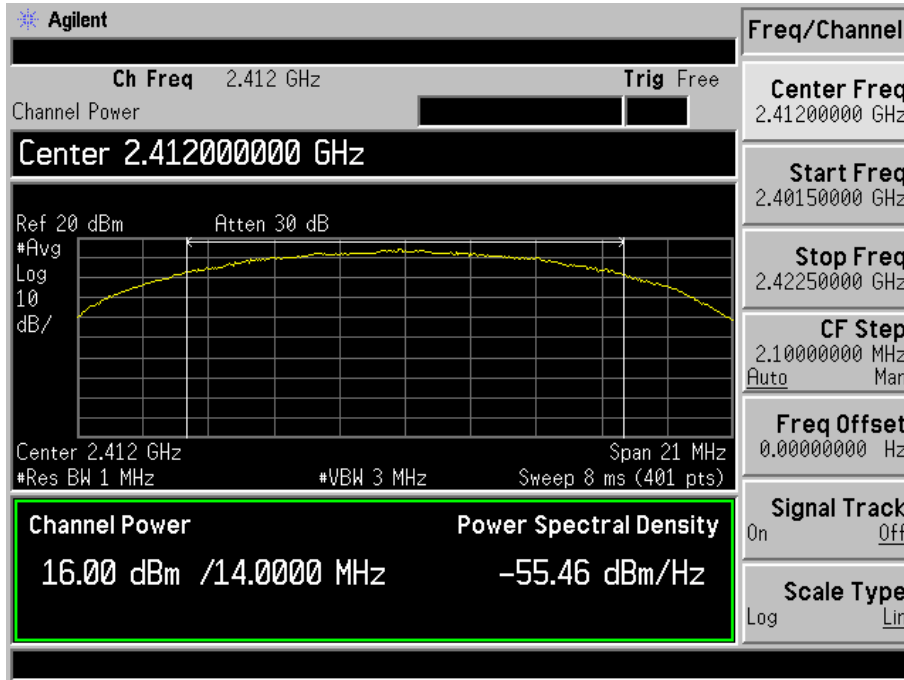 Agilent
Freq/Channel
Ch Freq 2.412 GHz Trig Free
Channel Power
Center 2.412000000 GHz
Ref 20 dBm Atten 30 dB
#Avg
Log
10
dB/
Center 2.412 GHz Span 21 MHz
#Res BW 1 MHz #VBW 3 MHz Sweep 8 ms (401 pts)
Channel Power Power Spectral Density
16.00 dBm /14.0000 MHz -55.46 dBm/Hz
Center Freq
2.41200000 GHz
Start Freq
2.40150000 GHz
Stop Freq
2.42250000 GHz
CF Step
2.10000000 MHz
Auto Man
Freq Offset
0.00000000 Hz
Signal Track
On Off
Scale Type
Log Lin